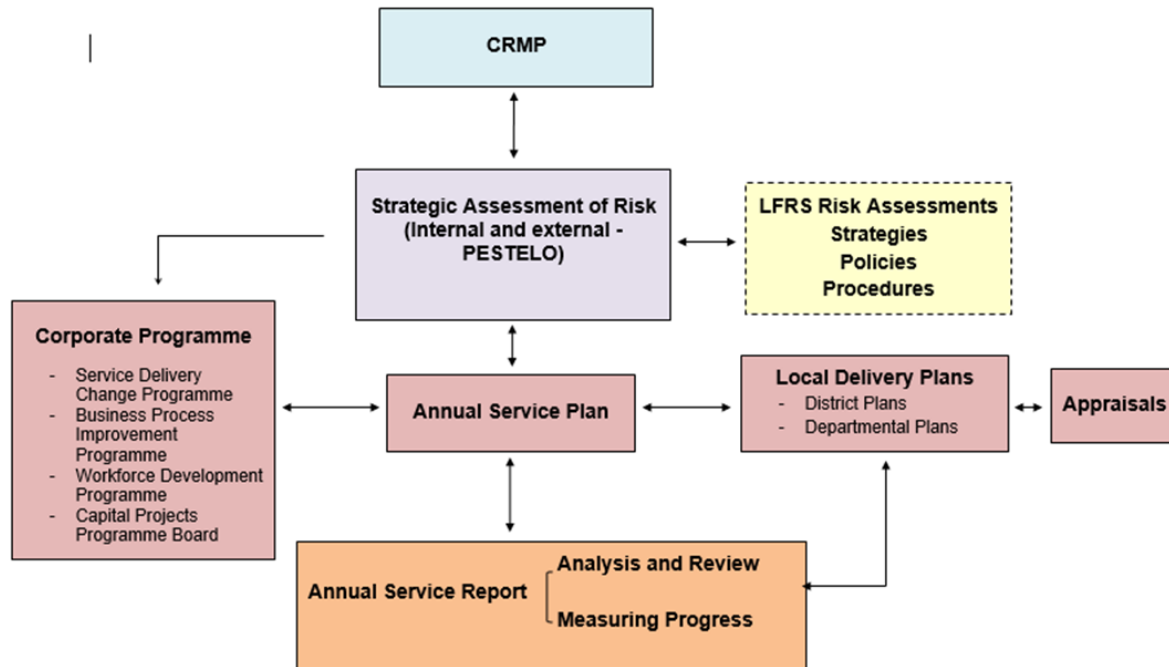 CRMP
Strategic Assessment of Risk
(Internal and external -
PESTELO)
LFRS Risk Assessments
Strategies
Policies
Procedures
Corporate Programme
- Service Delivery
Change Programme
- Business Process
Improvement
Programme
- Workforce Development
Programme
- Capital Projects
Programme Board
Annual Service Plan
Local Delivery Plans
- District Plans
- Departmental Plans
Appraisals
Annual Service Report
Analysis and Review
Measuring Progress